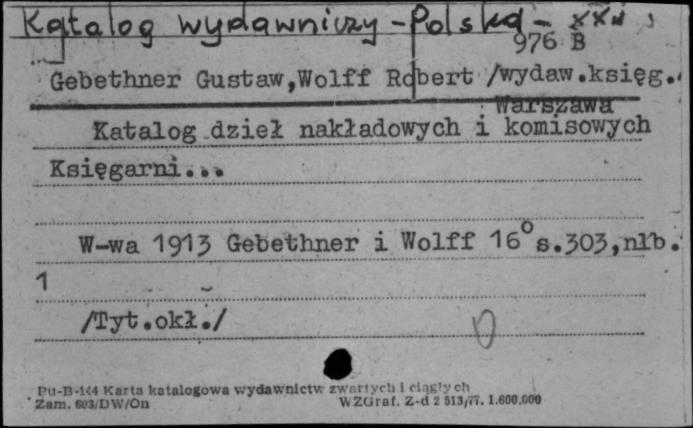 Katalog wydawniczy - Polska - XX w
976 B
Gebethner Gustaw,Wolff Robert /wydaw.księg.
Warszawa
Katalog dzieł nakładowych i komisowych
Księgarni...
W-wa 1913 Gebethner i Wolff 16° s.303,nlb.
1
/Tyt.okł./
Pu-B-144 Karta katalogowa wydawnictw zwartych i ciągłych
Zam. 603/DW/On WZGraf. Z-d 2 513/77. 1.600.000